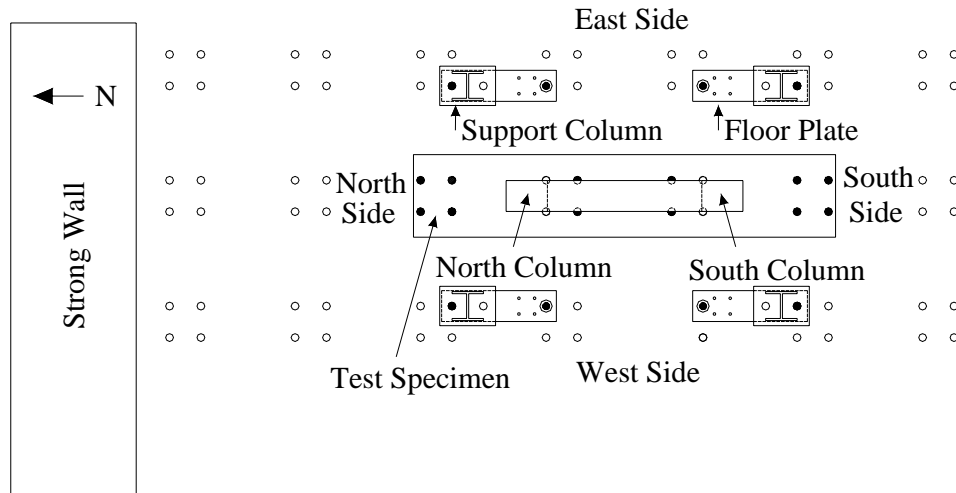 East Side
N
Support Column
Floor Plate
North
Side
South
Side
Strong Wall
North Column
South Column
Test Specimen
West Side